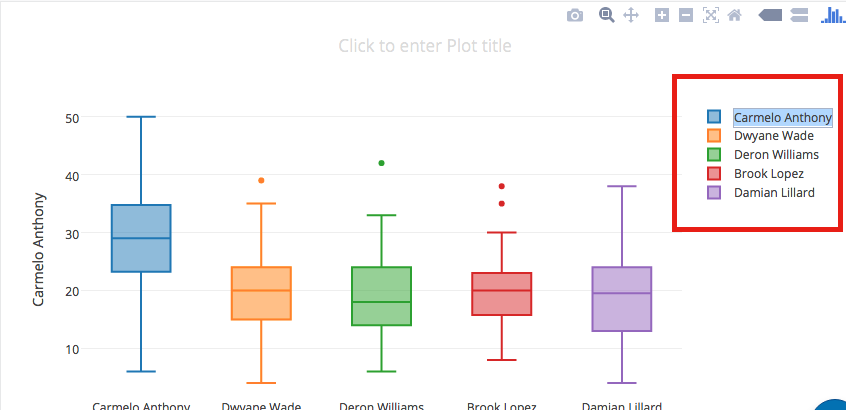 Click to enter Plot title
Carmelo Anthony
Dwyane Wade
Deron Williams
Brook Lopez
Damian Lillard
Carmelo Anthony
50
40
30
20
10
Carmelo Anthony Dwyane Wade Deron Williams Brook Lopez Damian Lillard